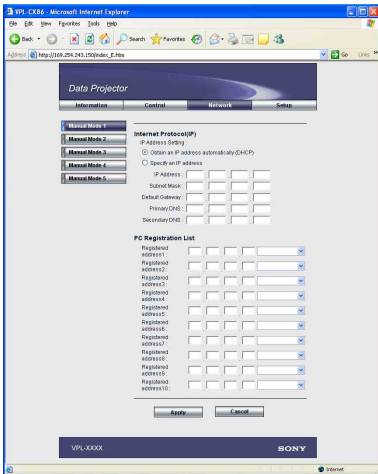 VPL-CX86 - Microsoft Internet Explorer
File Edit View Favorites Tools Help
Back Search Favorites
Address http://169.254.243.150/index_E.htm Go Links »
Data Projector
Information Control Network Setup
Manual Mode 1
Manual Mode 2
Manual Mode 3
Manual Mode 4
Manual Mode 5
Internet Protocol(IP)
IP Address Setting :
Obtain an IP address automatically (DHCP)
Specify an IP address
IP Address :
Subnet Mask :
Default Gateway :
Primary DNS :
Secondary DNS :
PC Registration List
Registered
address1 :
Registered
address2 :
Registered
address3 :
Registered
address4 :
Registered
address5 :
Registered
address6 :
Registered
address7 :
Registered
address8 :
Registered
address9 :
Registered
address10 :
Apply Cancel
VPL-XXXX SONY
Internet